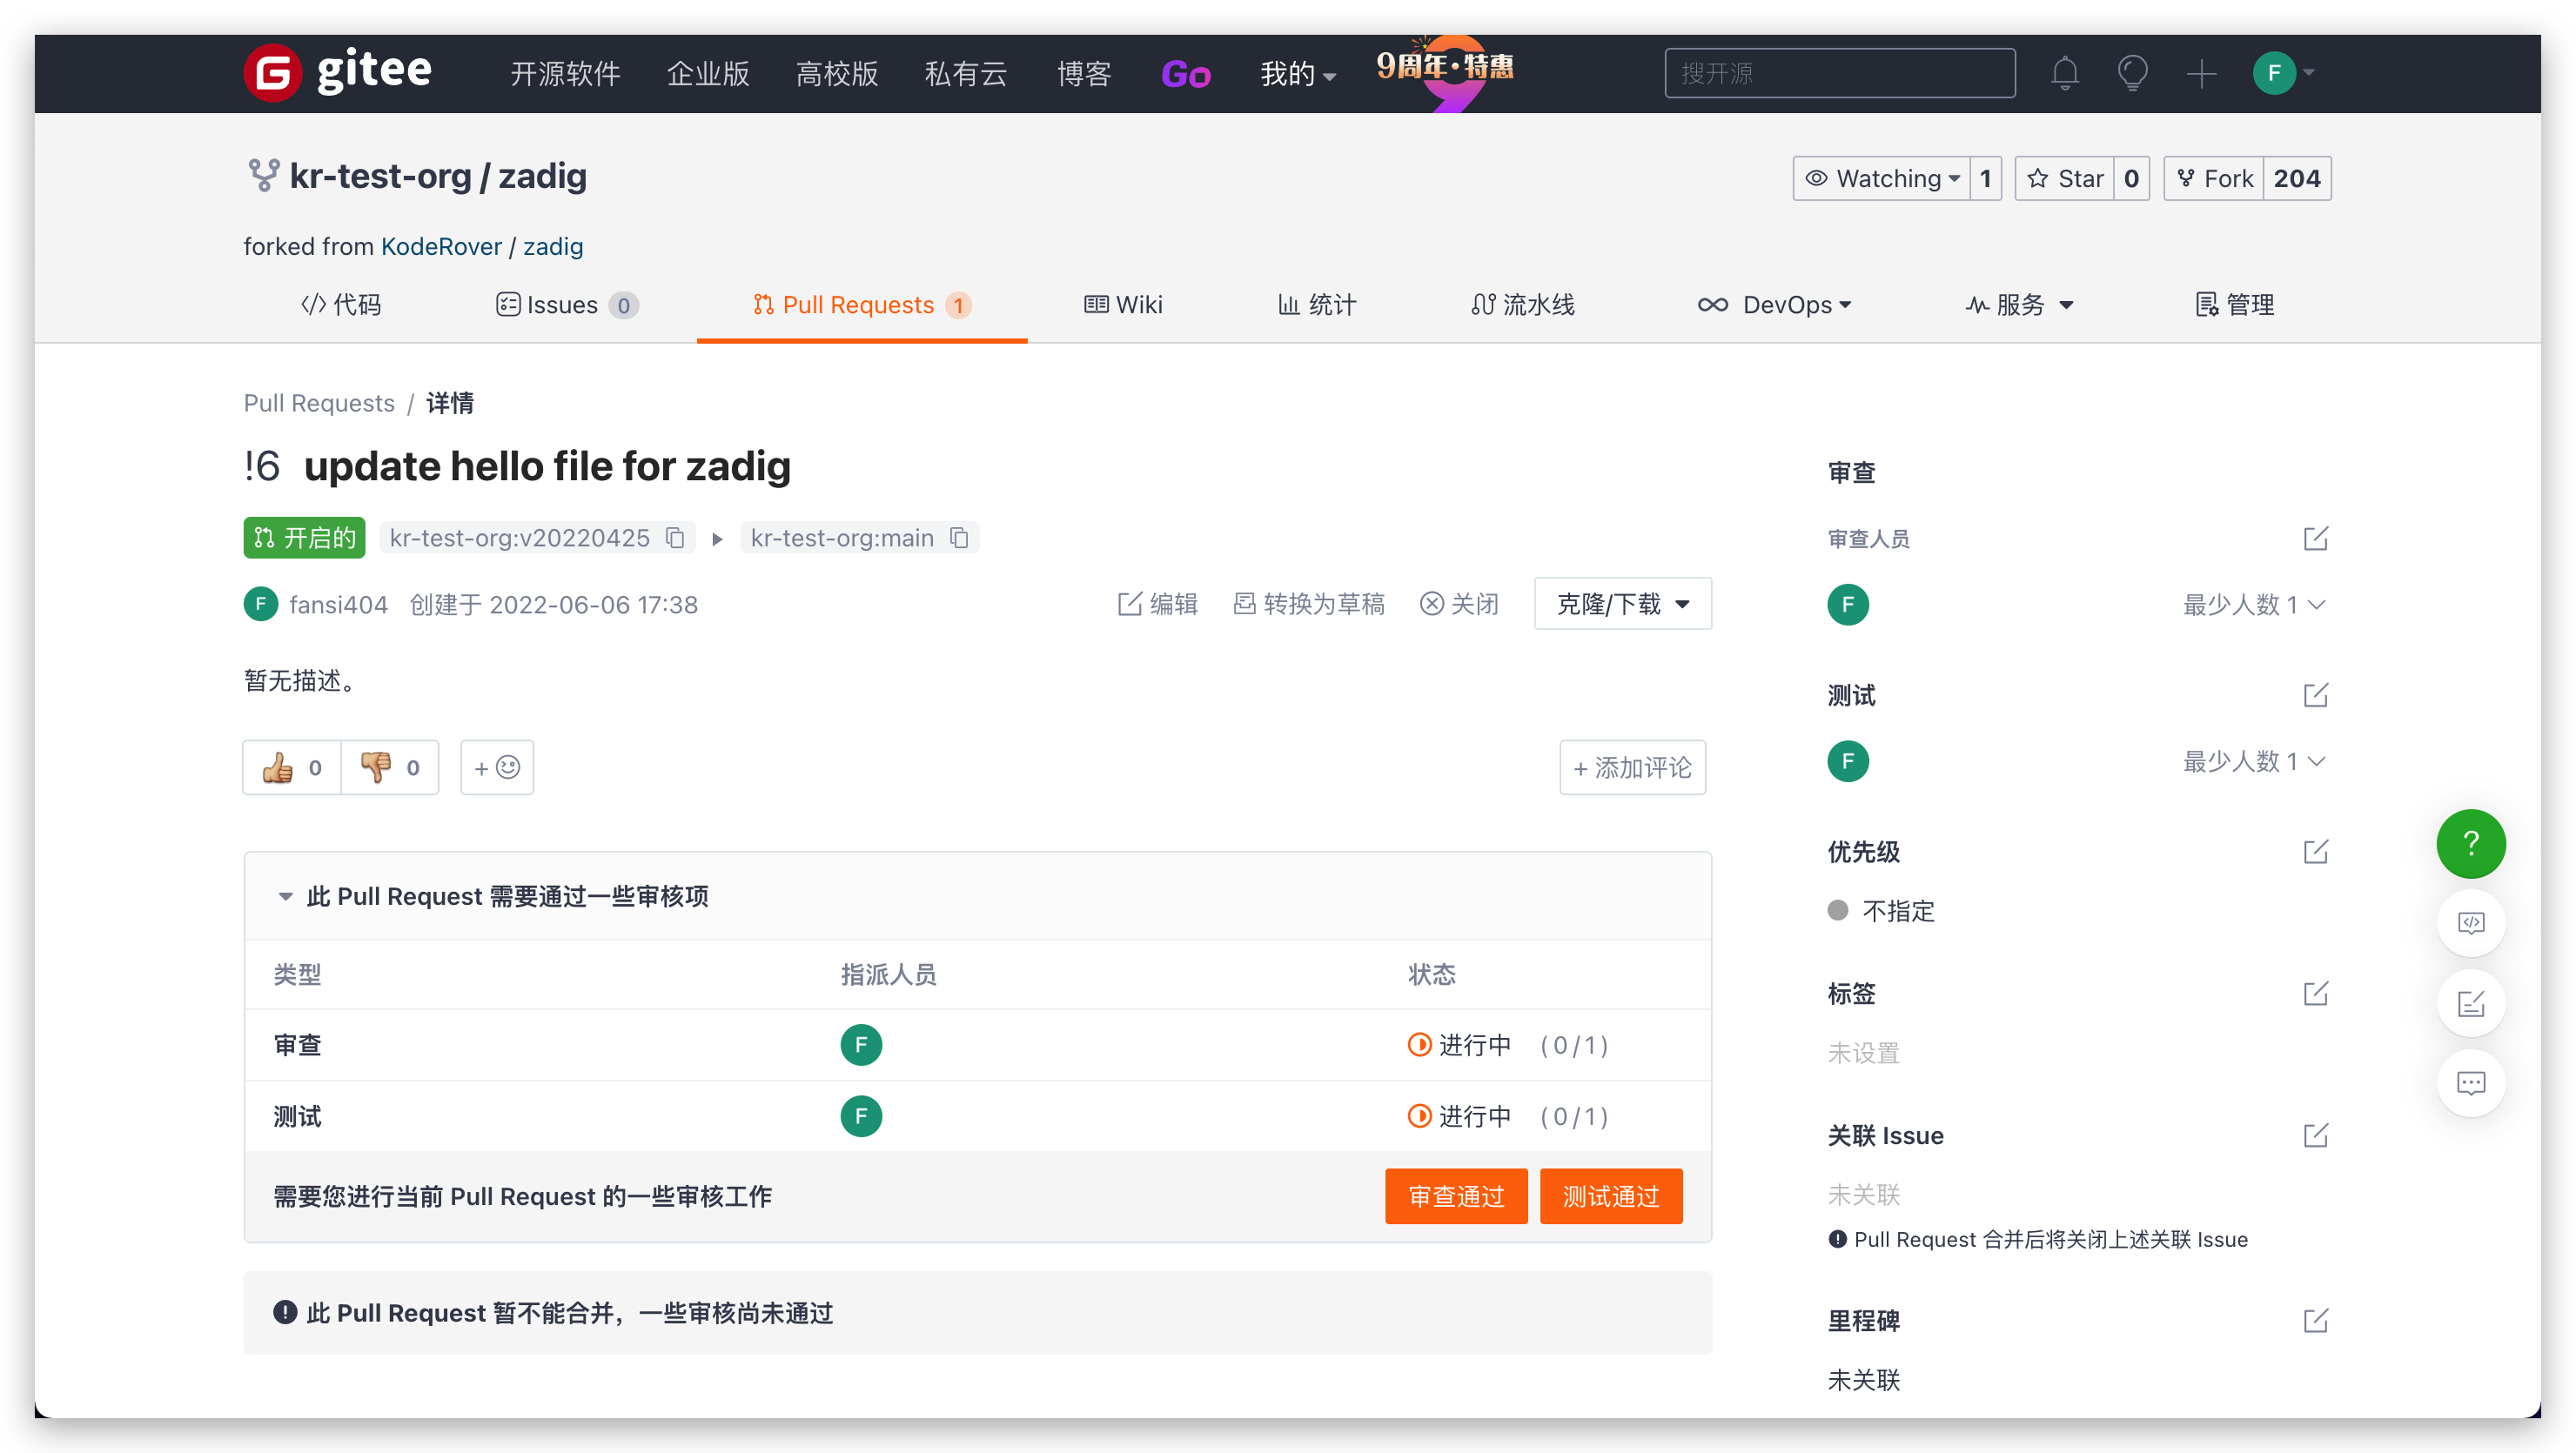 gitee 开源软件 企业版 高校版 私有云 博客 Go 我的 9周年·特惠 搜开源 F
kr-test-org / zadig Watching 1 Star 0 Fork 204
forked from KodeRover / zadig
代码 Issues 0 Pull Requests 1 Wiki 统计 流水线 DevOps 服务 管理
Pull Requests / 详情
!6 update hello file for zadig
开启的 kr-test-org:v20220425 kr-test-org:main
F fansi404 创建于 2022-06-06 17:38 编辑 转换为草稿 关闭 克隆/下载
暂无描述。
0 0 + + 添加评论
此 Pull Request 需要通过一些审核项
类型 指派人员 状态
审查 F 进行中 (0/1)
测试 F 进行中 (0/1)
需要您进行当前 Pull Request 的一些审核工作 审查通过 测试通过
此 Pull Request 暂不能合并，一些审核尚未通过
审查
审查人员
F 最少人数 1
测试
F 最少人数 1
优先级
不指定
标签
未设置
关联 Issue
未关联
Pull Request 合并后将关闭上述关联 Issue
里程碑
未关联
?